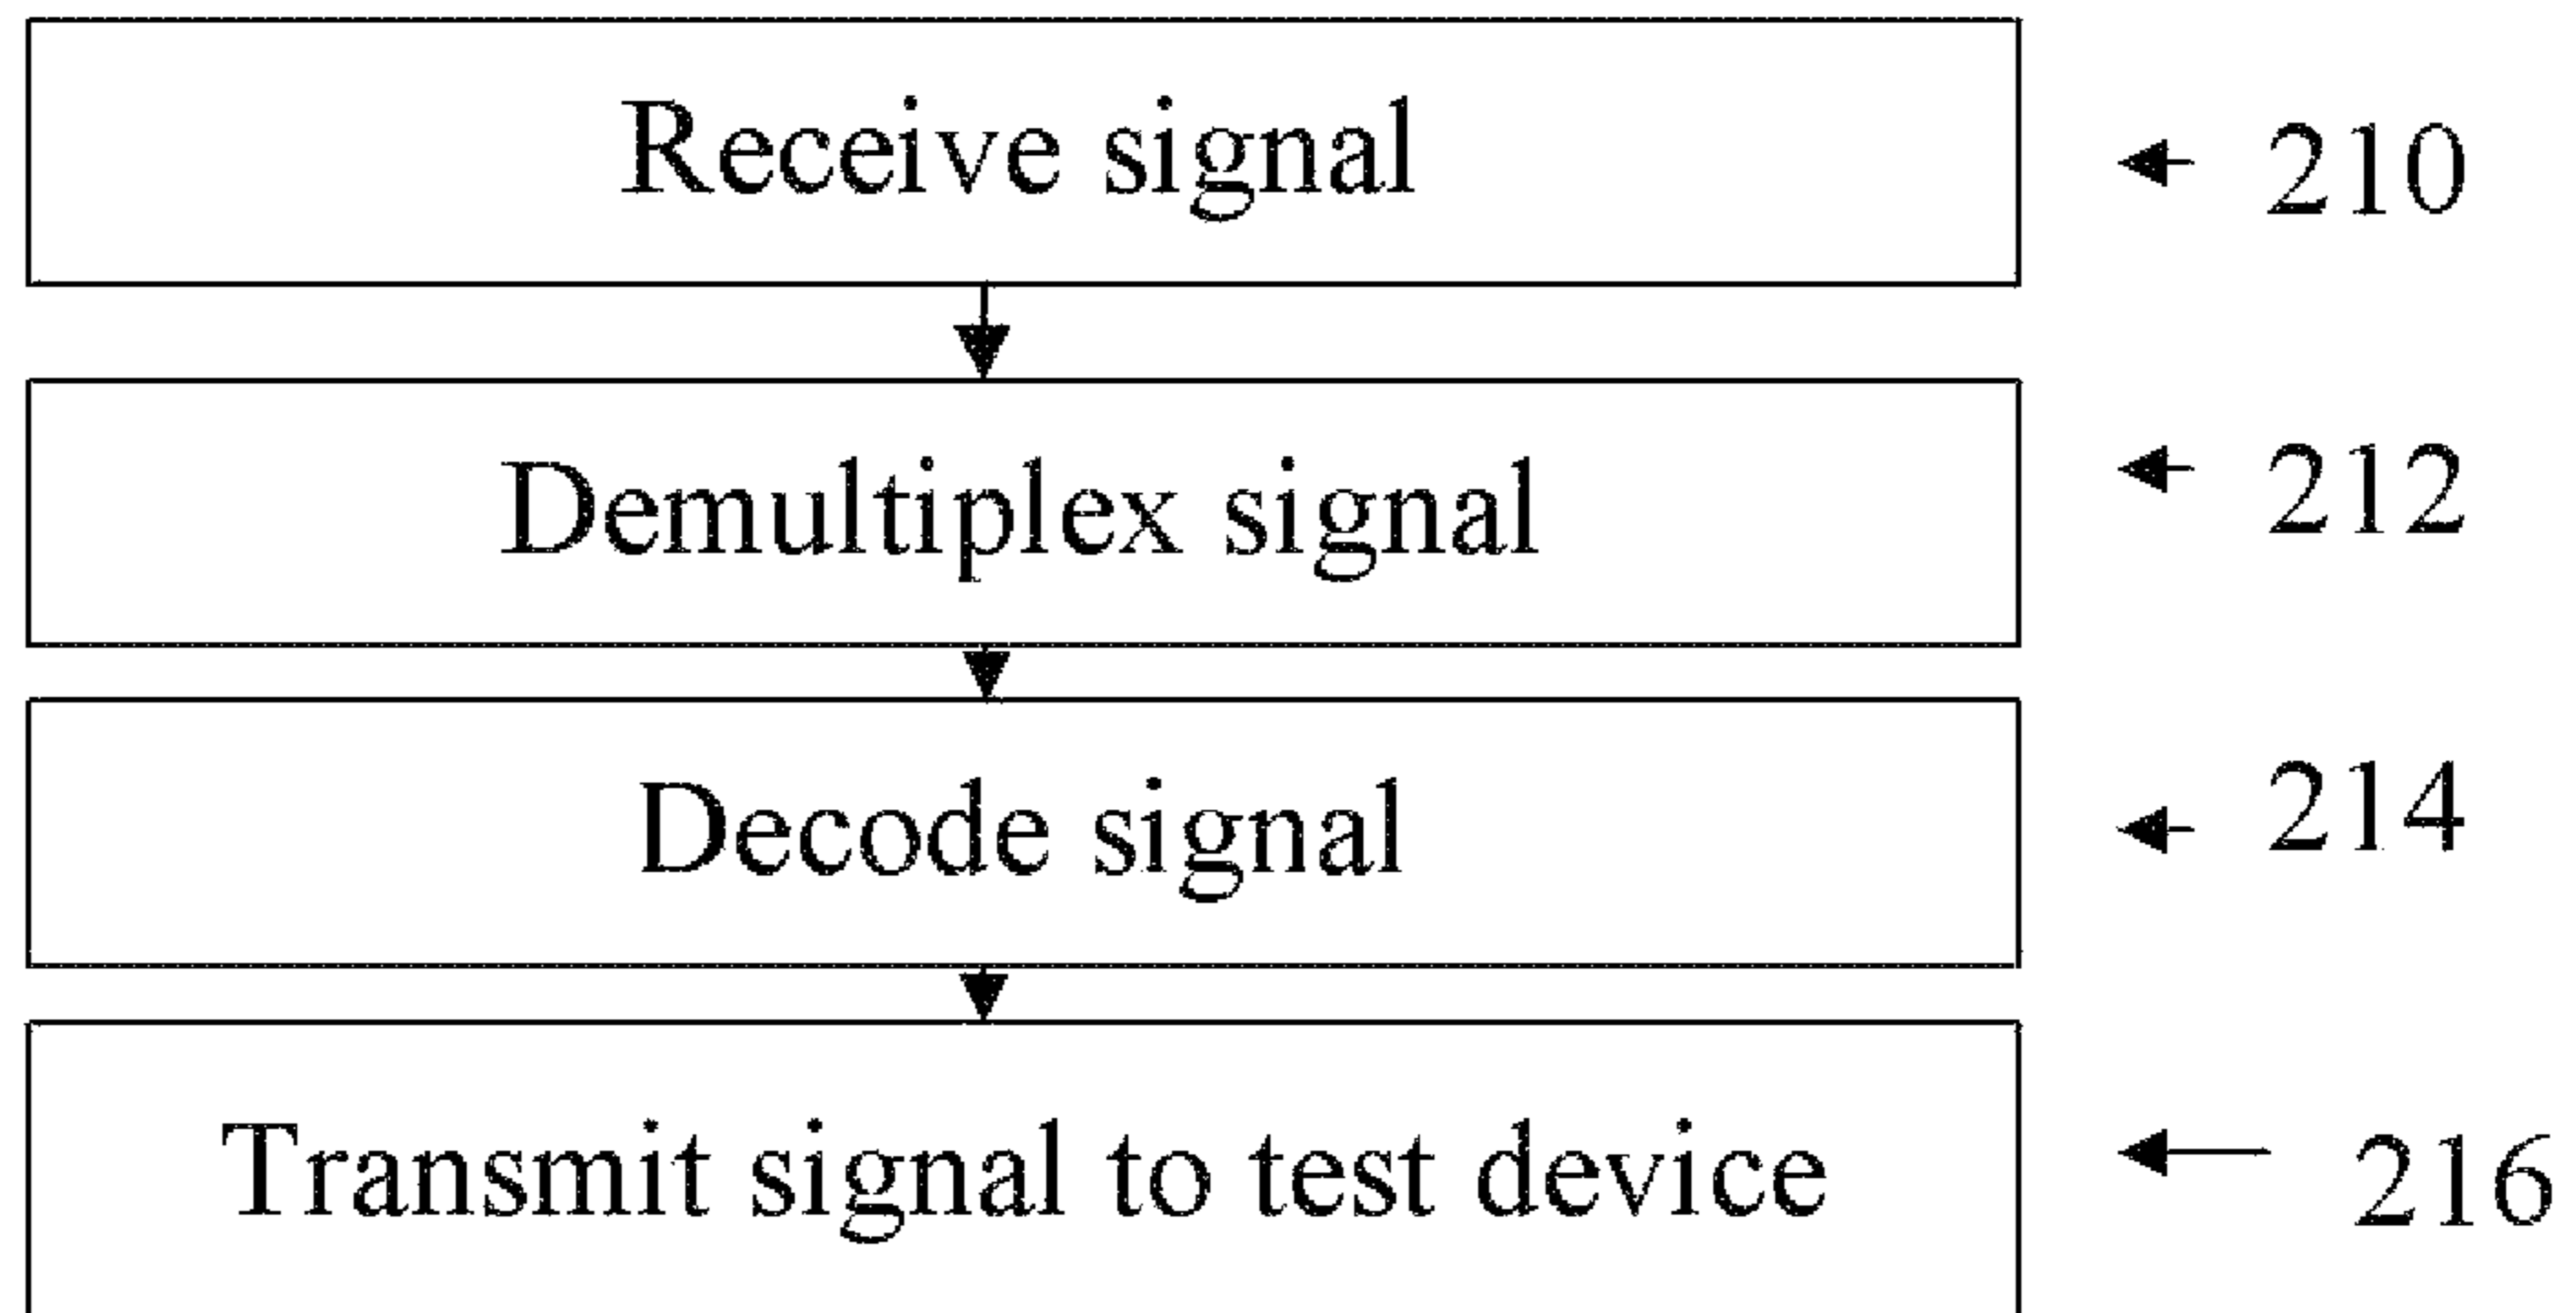 Receive signal 210
Demultiplex signal 212
Decode signal 214
Transmit signal to test device 216